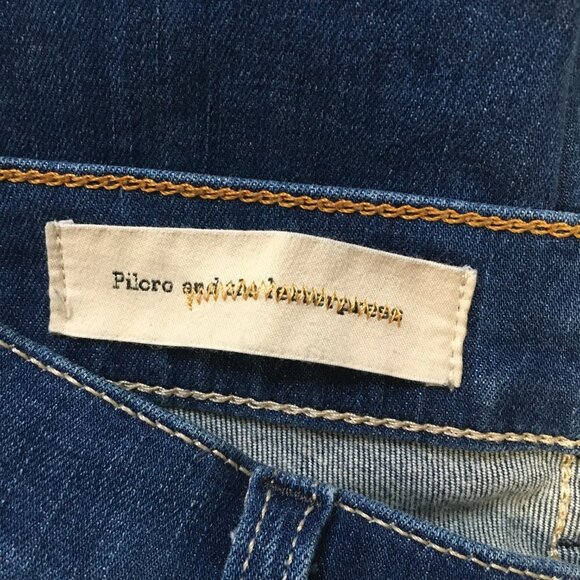 Pilcro and the letterpress